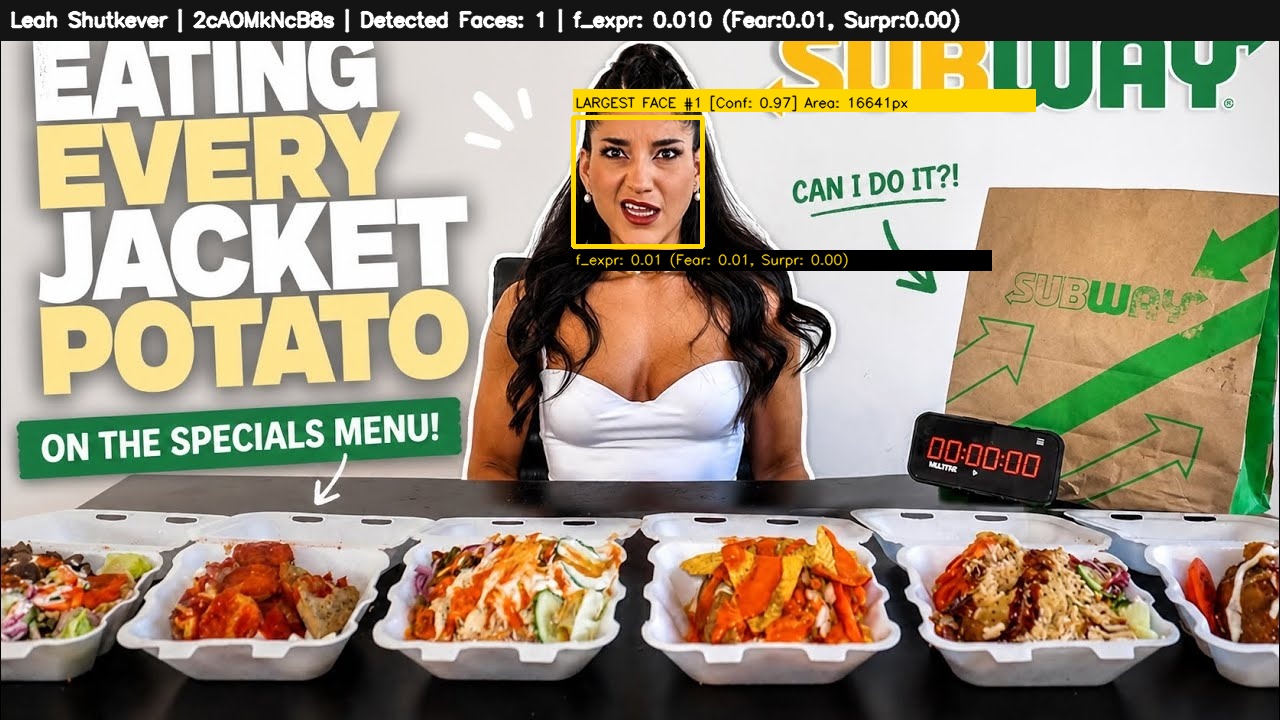 Leah Shutkever | 2cAOMkNcB8s | Detected Faces: 1 | f_expr: 0.010 (Fear:0.01, Surpr:0.00)
EATING
EVERY
JACKET
POTATO
ON THE SPECIALS MENU!
SUBWAY®
LARGEST FACE #1 [Conf: 0.97] Area: 16641px
f_expr: 0.01 (Fear: 0.01, Surpr: 0.00)
CAN I DO IT?!
SUBWAY
00:00:00